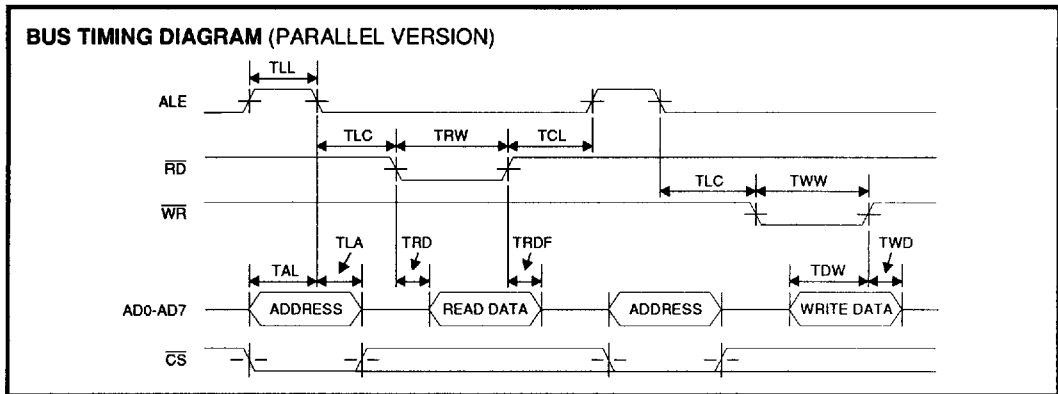 BUS TIMING DIAGRAM (PARALLEL VERSION)
TLL
ALE
TLC TRW TCL
RD
TLC TWW
WR
TLA TRD TRDF TWD
TAL TDW
AD0-AD7 ADDRESS READ DATA ADDRESS WRITE DATA
CS